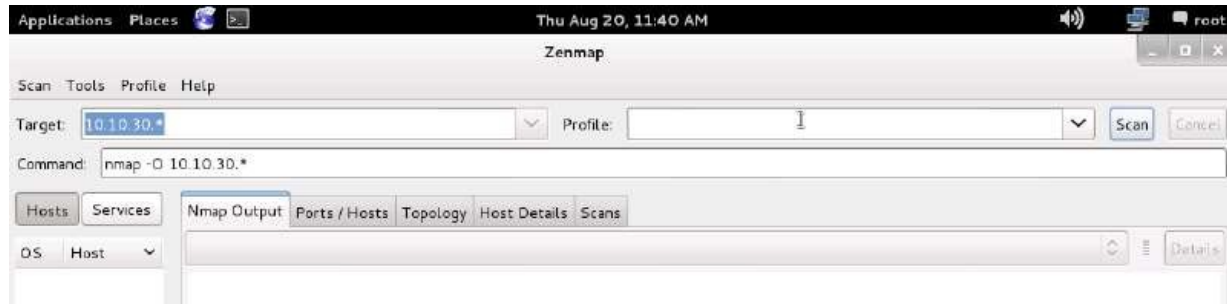 Applications Places Thu Aug 20, 11:40 AM root
Zenmap
Scan Tools Profile Help
Target: 10.10.30.* Profile: Scan Cancel
Command: nmap -O 10.10.30.*
Hosts Services Nmap Output Ports / Hosts Topology Host Details Scans
OS Host Details